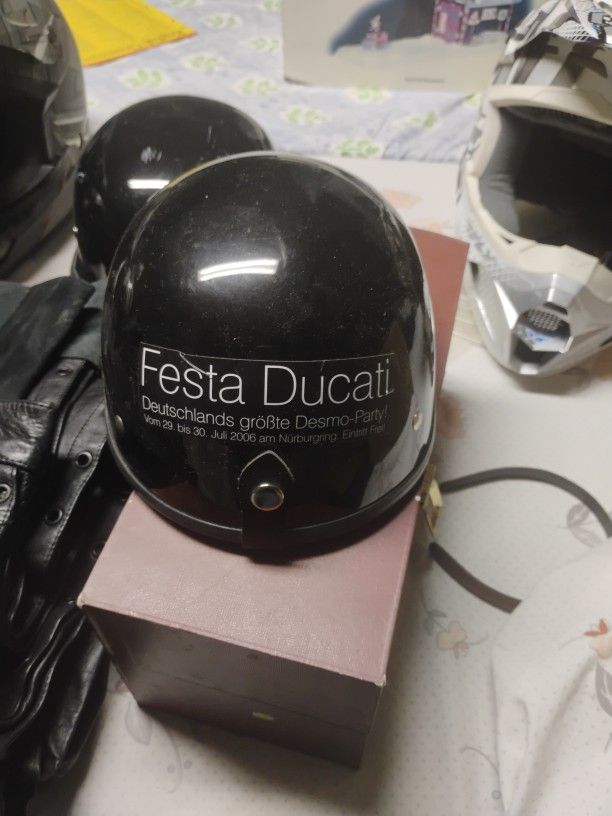 Festa Ducati
Deutschlands größte Desmo-Party!
Vom 29. bis 30. Juli 2006 am Nürburgring Eintritt Frei!